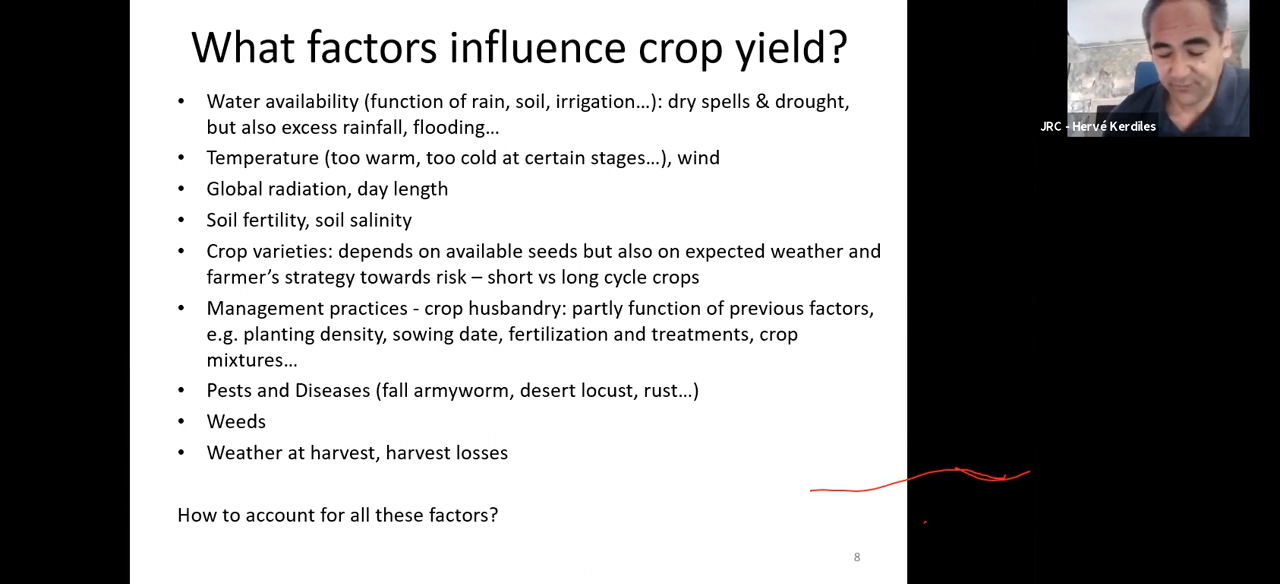 What factors influence crop yield?
• Water availability (function of rain, soil, irrigation…): dry spells & drought,
but also excess rainfall, flooding…
• Temperature (too warm, too cold at certain stages…), wind
• Global radiation, day length
• Soil fertility, soil salinity
• Crop varieties: depends on available seeds but also on expected weather and
farmer’s strategy towards risk – short vs long cycle crops
• Management practices - crop husbandry: partly function of previous factors,
e.g. planting density, sowing date, fertilization and treatments, crop
mixtures…
• Pests and Diseases (fall armyworm, desert locust, rust…)
• Weeds
• Weather at harvest, harvest losses
How to account for all these factors?
8
JRC - Hervé Kerdiles